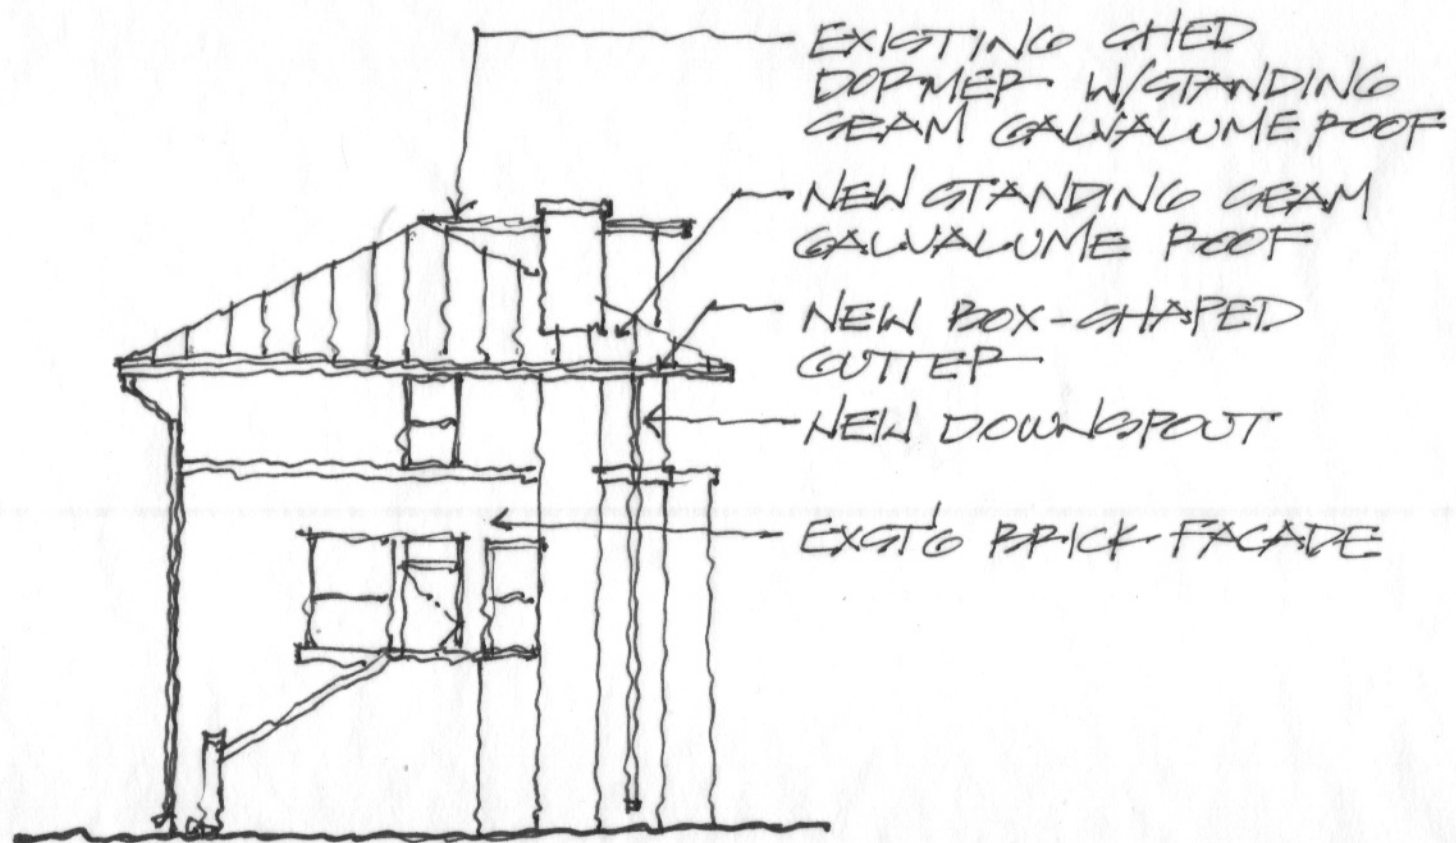 EXISTING SHED
DORMER W/STANDING
SEAM GALVALUME ROOF
NEW STANDING SEAM
GALVALUME ROOF
NEW BOX-SHAPED
GUTTER
NEW DOWNSPOUT
EXST'G BRICK FACADE